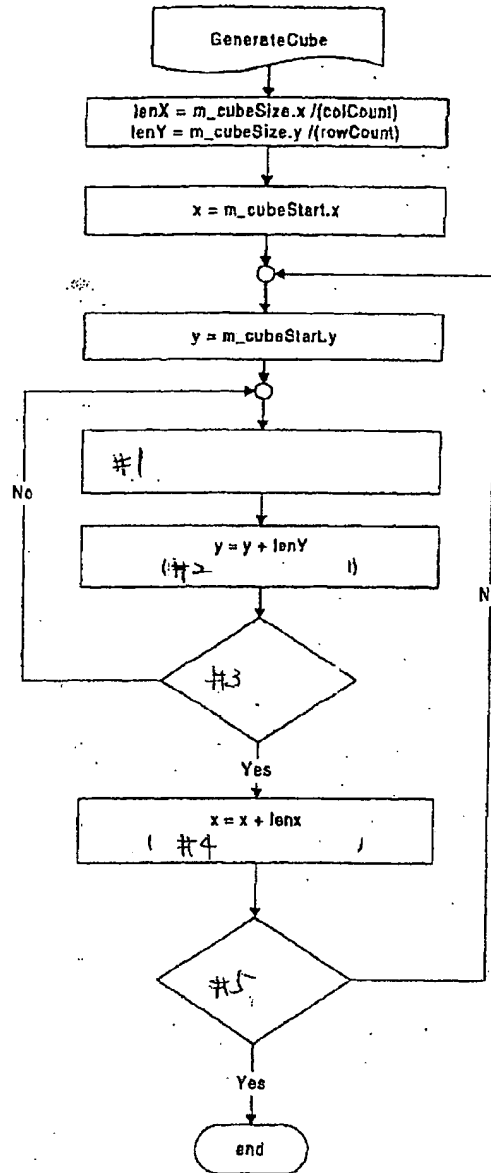 GenerateCube
lenX = m_cubeSize.x /(colCount)
lenY = m_cubeSize.y /(rowCount)
x = m_cubeStart.x
y = m_cubeStart.y
#1
No
y = y + lenY
(#2 )
N
#3
Yes
x = x + lenx
( #4 )
#5
Yes
end